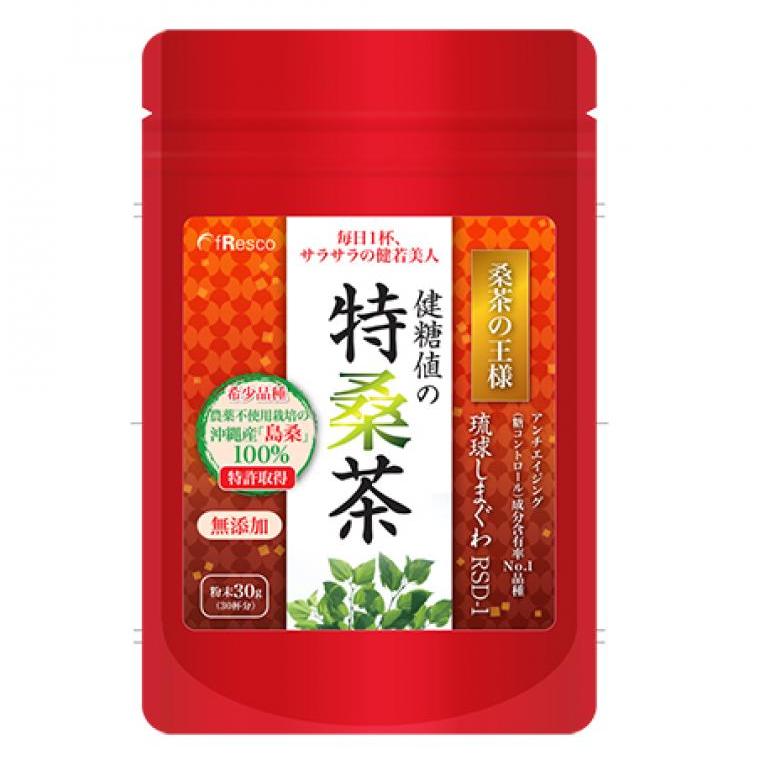 fResco
毎日1杯、
サラサラの健若美人
桑茶の王様
健糖値の
特桑茶
アンチエイジング
(糖コントロール)成分含有率
No.1品種
琉球しまぐわ RSD-1
希少品種
農薬不使用栽培の
沖縄産「島桑」
100%
特許取得
無添加
粉末30g
(30杯分)